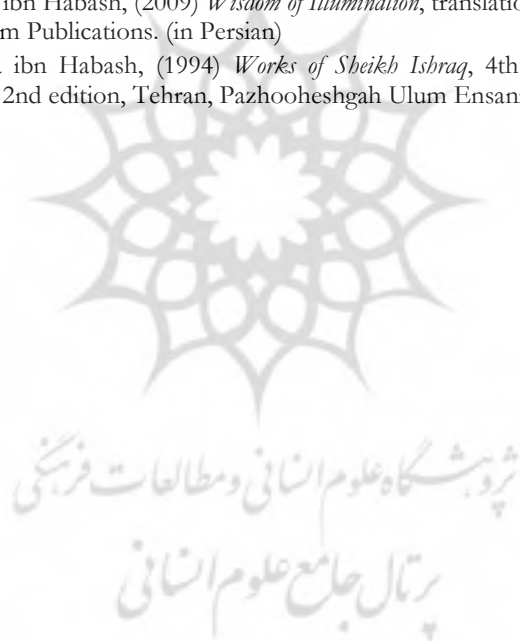 ibn Habash, (2009) Wisdom of Illumination, translatio
m Publications. (in Persian)
ibn Habash, (1994) Works of Sheikh Ishraq, 4th
2nd edition, Tehran, Pazhooheshgah Ulum Ensan
پژوهشگاه علوم انسانی و مطالعات فرهنگی
پرتال جامع علوم انسانی